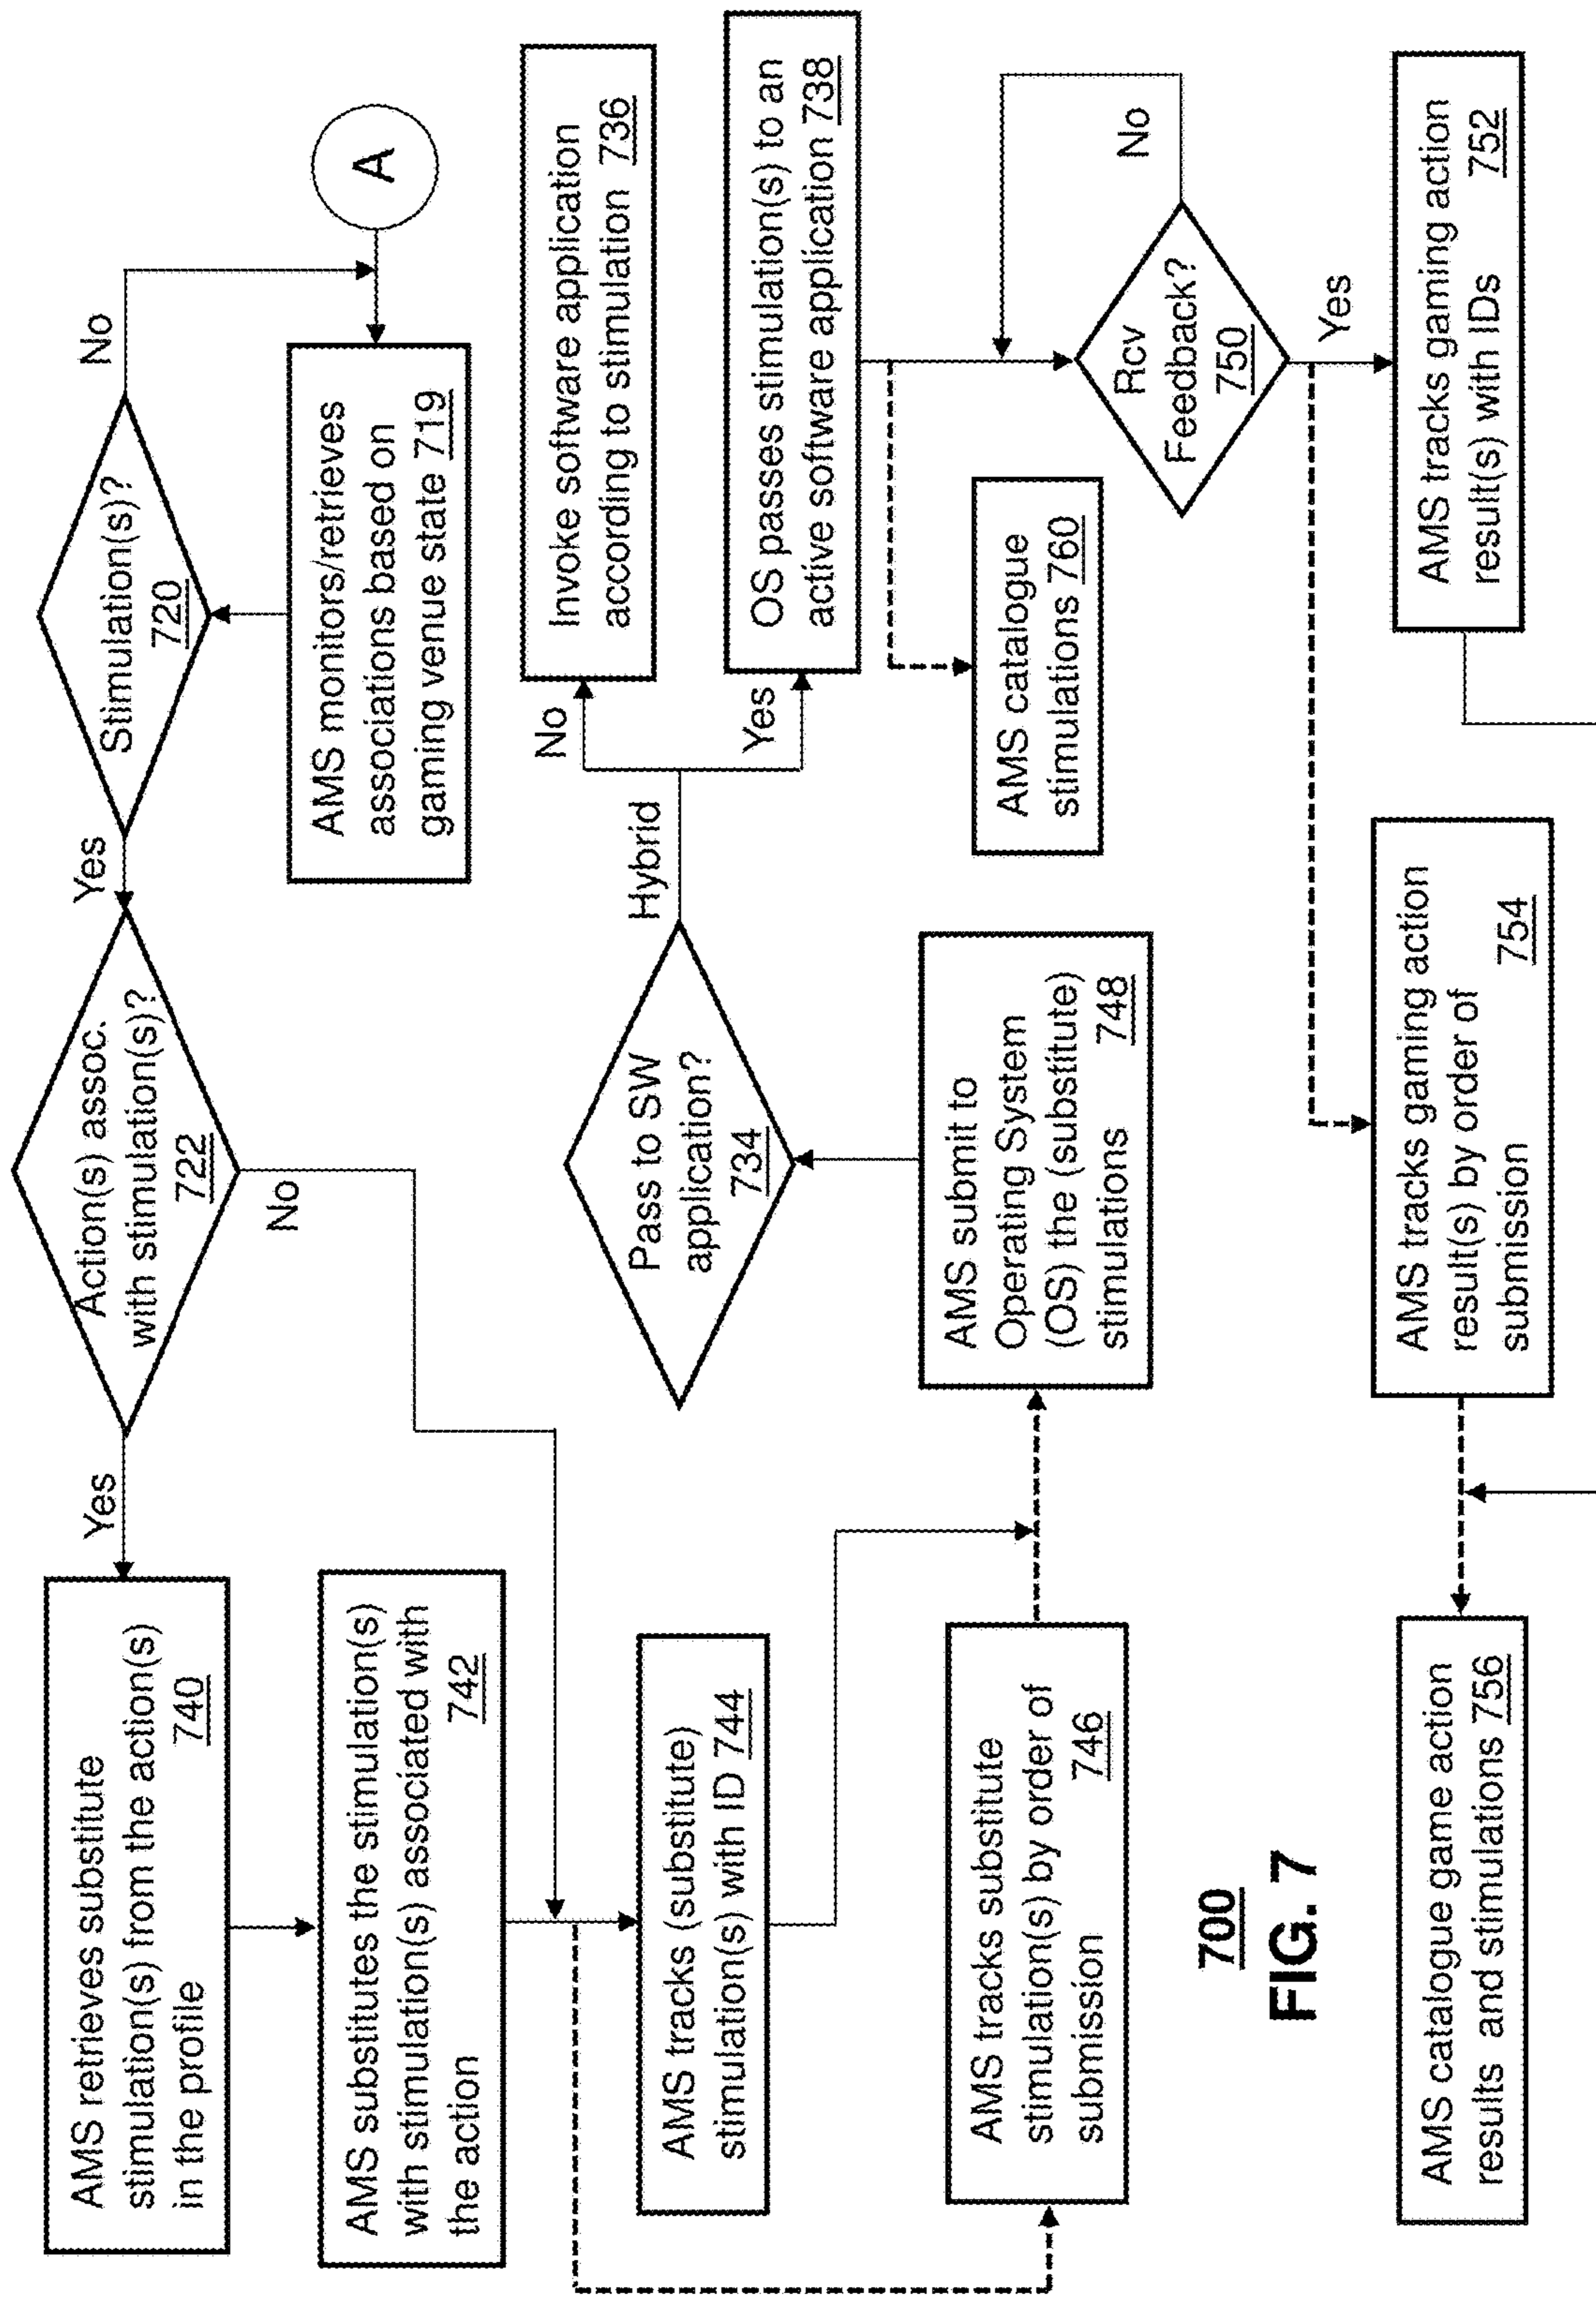 A
No
Stimulation(s)?
720
AMS monitors/retrieves
associations based on
gaming venue state 719
Yes
Action(s) assoc.
with stimulation(s)?
722
No
Yes
AMS retrieves substitute
stimulation(s) from the action(s)
in the profile 740
AMS substitutes the stimulation(s)
with stimulation(s) associated with
the action 742
AMS tracks (substitute)
stimulation(s) with ID 744
AMS tracks substitute
stimulation(s) by order of
submission 746
AMS submit to
Operating System
(OS) the (substitute)
stimulations 748
Pass to SW
application?
734
Hybrid
No
Yes
Invoke software application
according to stimulation 736
OS passes stimulation(s) to an
active software application 738
AMS catalogue
stimulations 760
Rcv
Feedback?
750
No
Yes
AMS tracks gaming action
result(s) with IDs 752
AMS tracks gaming action
result(s) by order of
submission 754
AMS catalogue game action
results and stimulations 756
700
FIG. 7